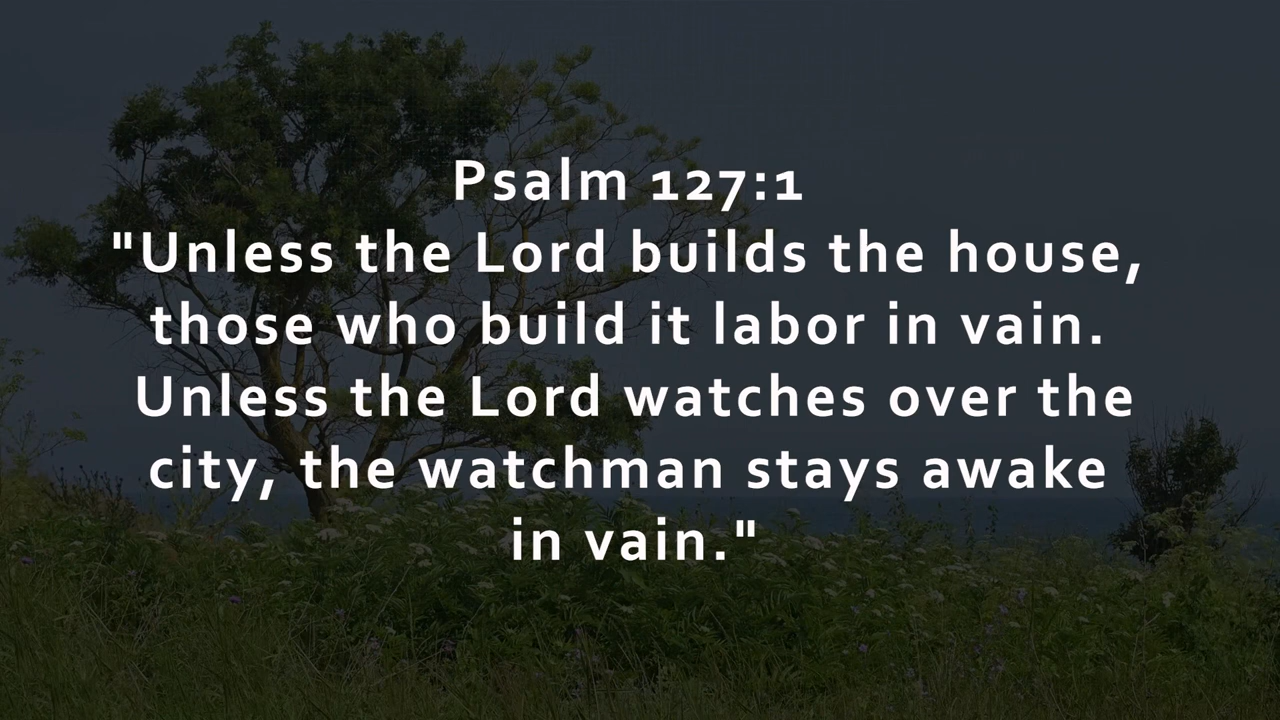 Psalm 127:1
"Unless the Lord builds the house,
those who build it labor in vain.
Unless the Lord watches over the
city, the watchman stays awake
in vain."